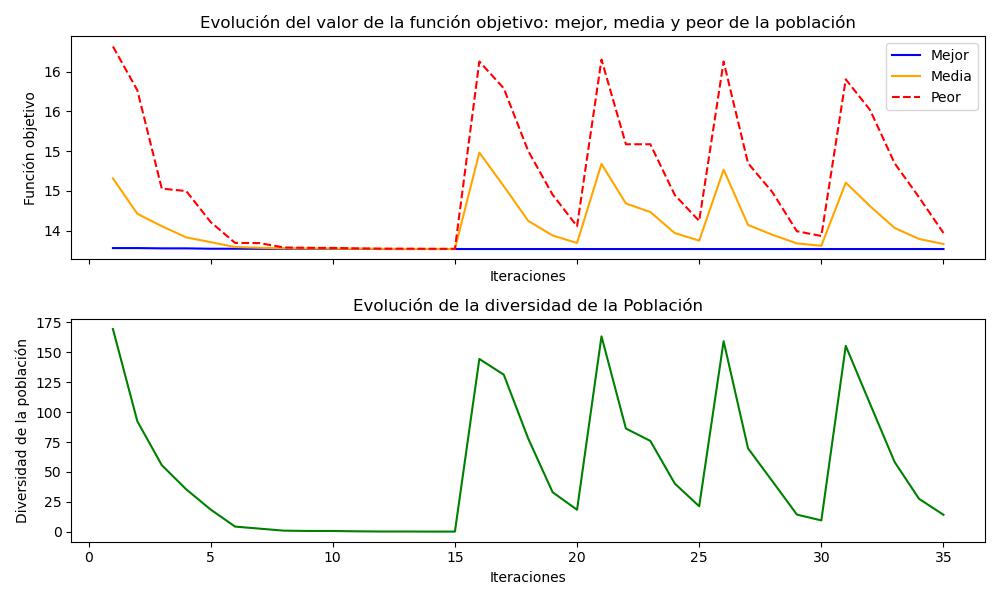 Evolución del valor de la función objetivo: mejor, media y peor de la población
Función objetivo
16
16
15
15
14
Mejor
Media
Peor
Iteraciones
Evolución de la diversidad de la Población
Diversidad de la población
175
150
125
100
75
50
25
0
0 5 10 15 20 25 30 35
Iteraciones